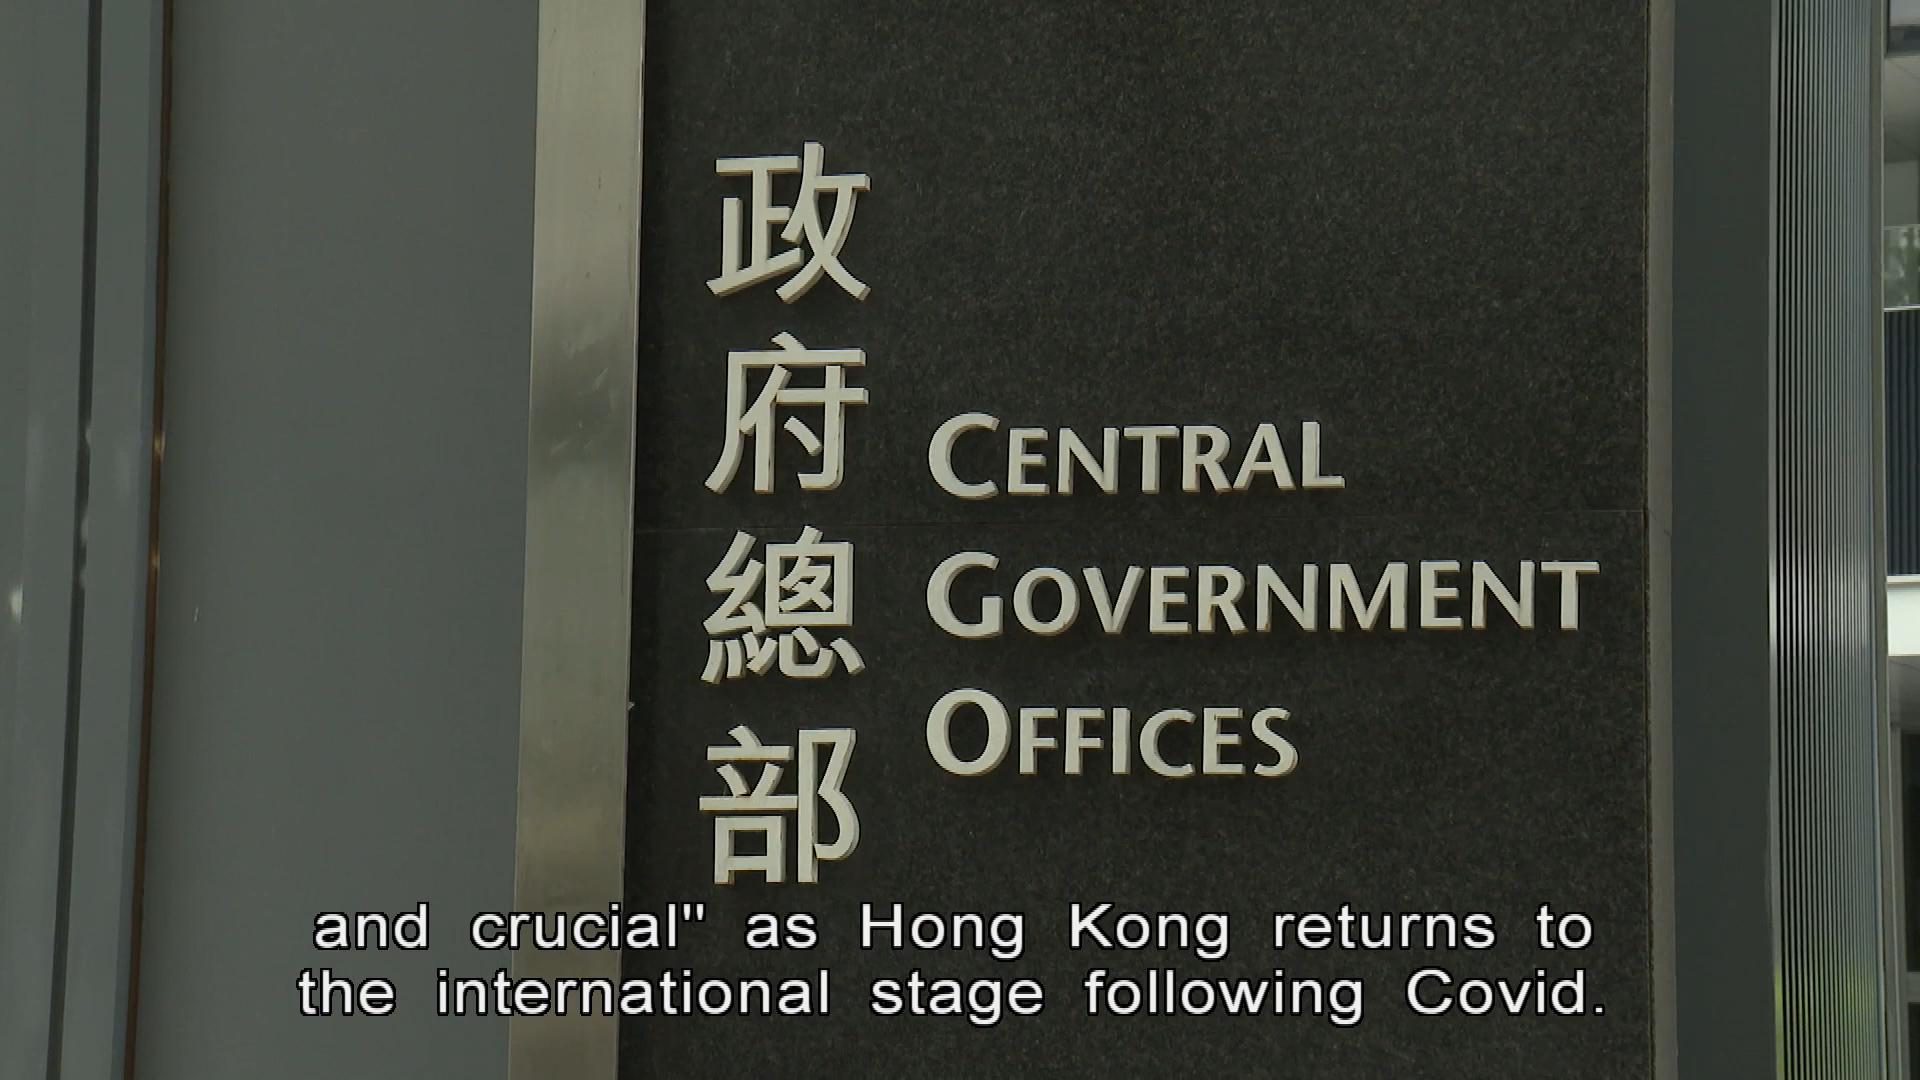 政府總部
CENTRAL
GOVERNMENT
OFFICES
and crucial" as Hong Kong returns to
the international stage following Covid.